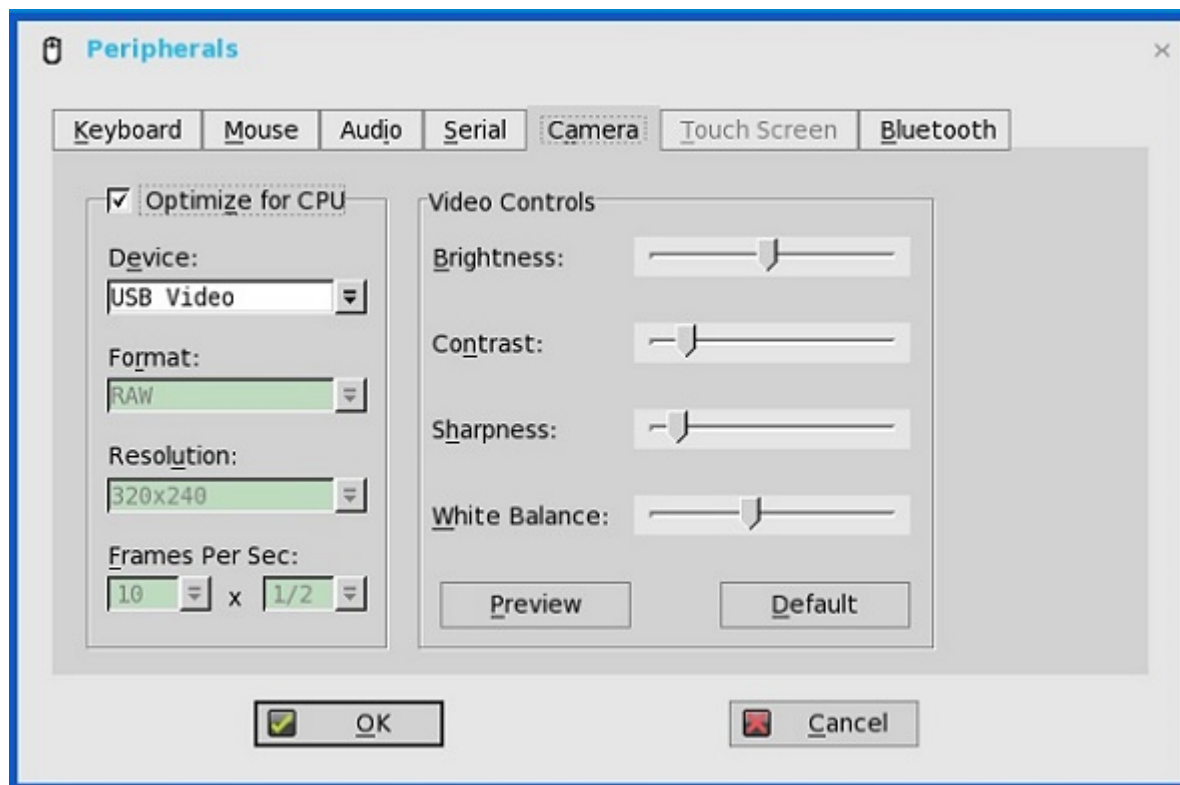 Peripherals
Keyboard Mouse Audio Serial Camera Touch Screen Bluetooth
Optimize for CPU
Device:
USB Video
Format:
RAW
Resolution:
320x240
Frames Per Sec:
10 x 1/2
Video Controls
Brightness:
Contrast:
Sharpness:
White Balance:
Preview Default
OK Cancel